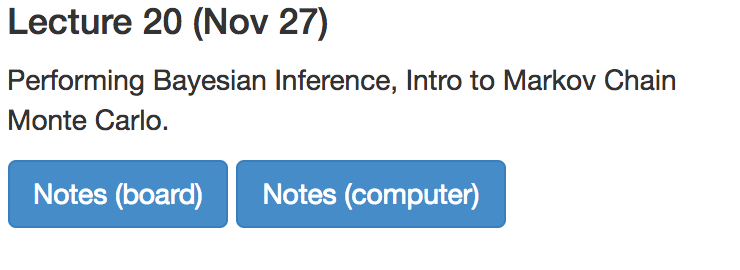 Lecture 20 (Nov 27)
Performing Bayesian Inference, Intro to Markov Chain
Monte Carlo.
Notes (board) Notes (computer)